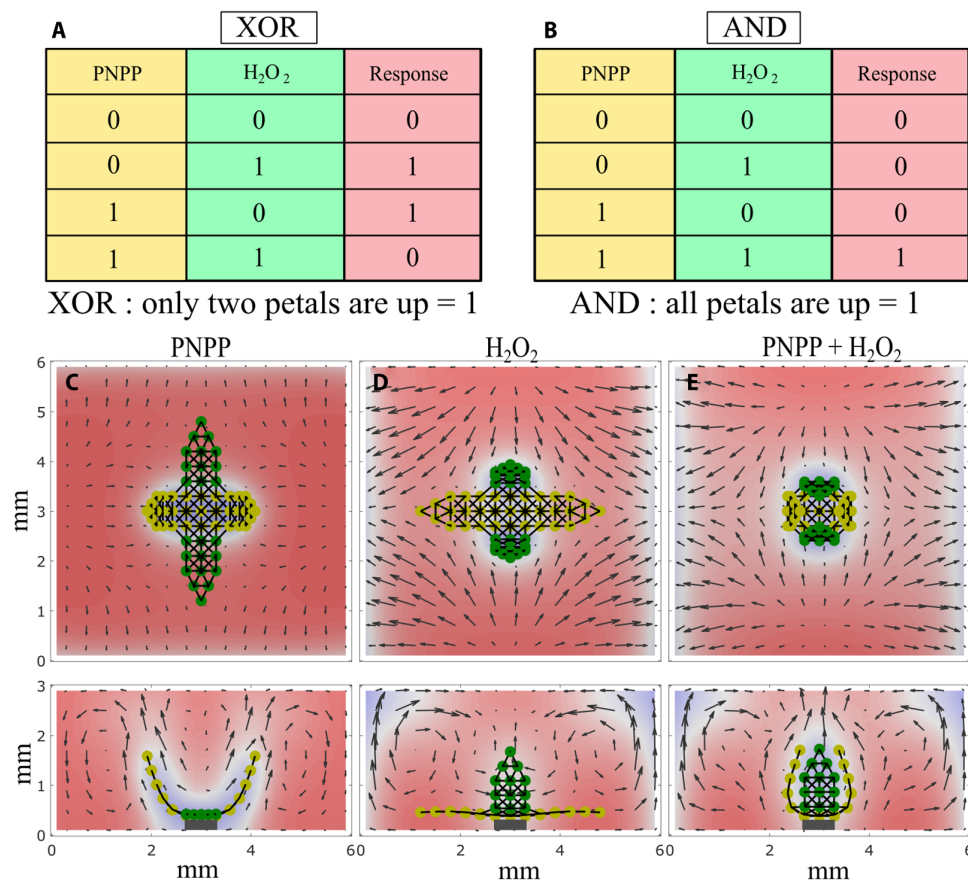 A XOR
PNPP H₂O₂ Response
0 0 0
0 1 1
1 0 1
1 1 0
XOR : only two petals are up = 1
B AND
PNPP H₂O₂ Response
0 0 0
0 1 0
1 0 0
1 1 1
AND : all petals are up = 1
PNPP H₂O₂ PNPP + H₂O₂
C D E
6
5
4
3
2
1
0
mm
3
2
1
0
mm
2 4 6 0 2 4 6 0 2 4 6
mm mm mm